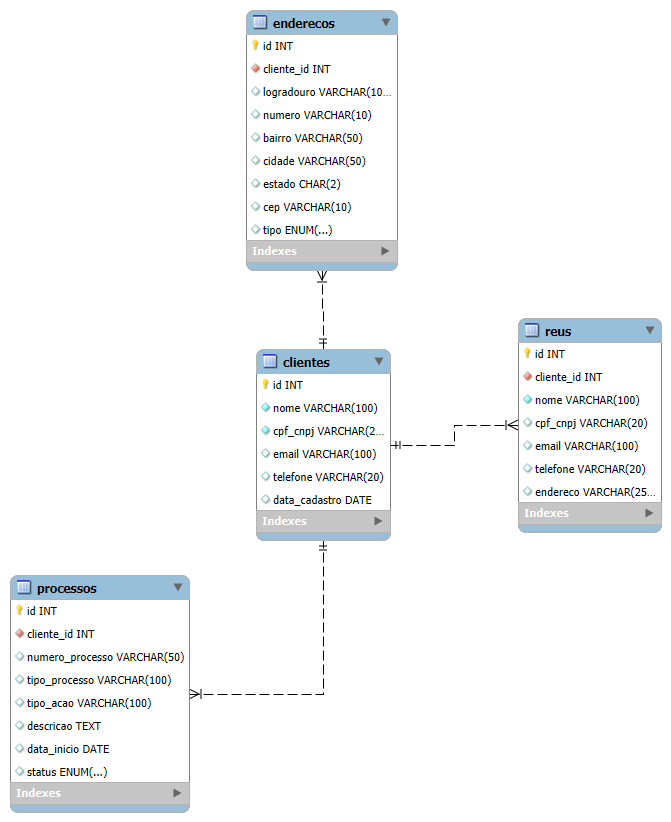 enderecos
id INT
cliente_id INT
logradouro VARCHAR(10...
numero VARCHAR(10)
bairro VARCHAR(50)
cidade VARCHAR(50)
estado CHAR(2)
cep VARCHAR(10)
tipo ENUM(...)
Indexes
clientes
id INT
nome VARCHAR(100)
cpf_cnpj VARCHAR(2...
email VARCHAR(100)
telefone VARCHAR(20)
data_cadastro DATE
Indexes
reus
id INT
cliente_id INT
nome VARCHAR(100)
cpf_cnpj VARCHAR(20)
email VARCHAR(100)
telefone VARCHAR(20)
endereco VARCHAR(25...
Indexes
processos
id INT
cliente_id INT
numero_processo VARCHAR(50)
tipo_processo VARCHAR(100)
tipo_acao VARCHAR(100)
descricao TEXT
data_inicio DATE
status ENUM(...)
Indexes